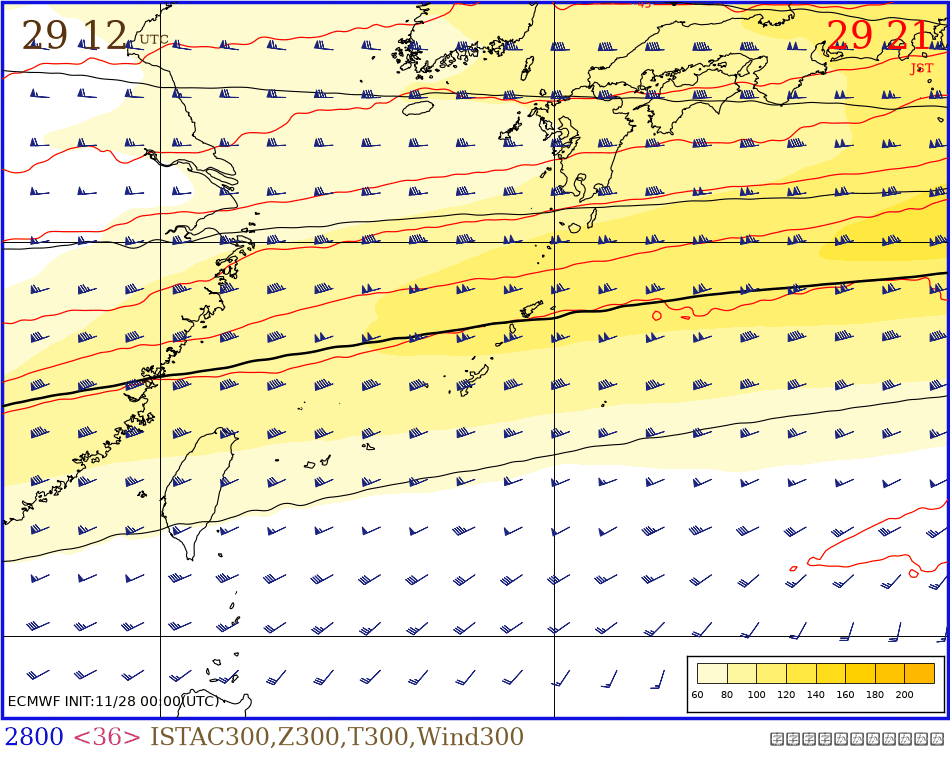 29 12 UTC
29 21
JST
45
60 80 100 120 140 160 180 200
ECMWF INIT:11/28 00:00(UTC)
2800 <36> ISTAC300,Z300,T300,Wind300